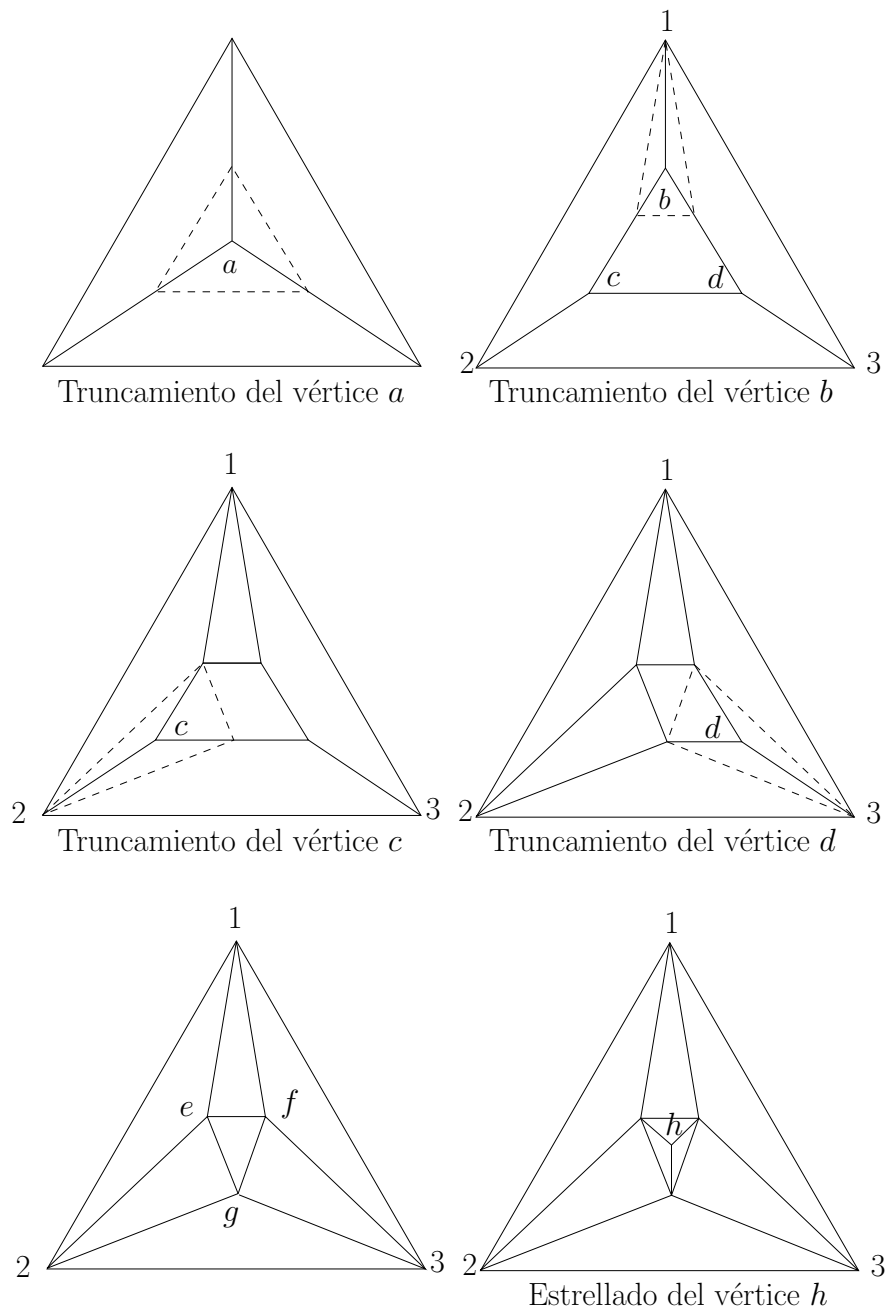 1
a
b
c
d
2
3
Truncamiento del vértice a
Truncamiento del vértice b
1
1
c
d
2
3
2
3
Truncamiento del vértice c
Truncamiento del vértice d
1
1
e
f
h
g
2
3
2
3
Estrellado del vértice h